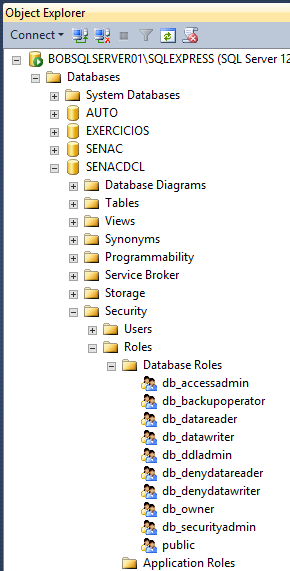 Object Explorer
Connect
BOBSQLSERVER01\SQLEXPRESS (SQL Server 12
Databases
System Databases
AUTO
EXERCICIOS
SENAC
SENACDCL
Database Diagrams
Tables
Views
Synonyms
Programmability
Service Broker
Storage
Security
Users
Roles
Database Roles
db_accessadmin
db_backupoperator
db_datareader
db_datawriter
db_ddladmin
db_denydatareader
db_denydatawriter
db_owner
db_securityadmin
public
Application Roles